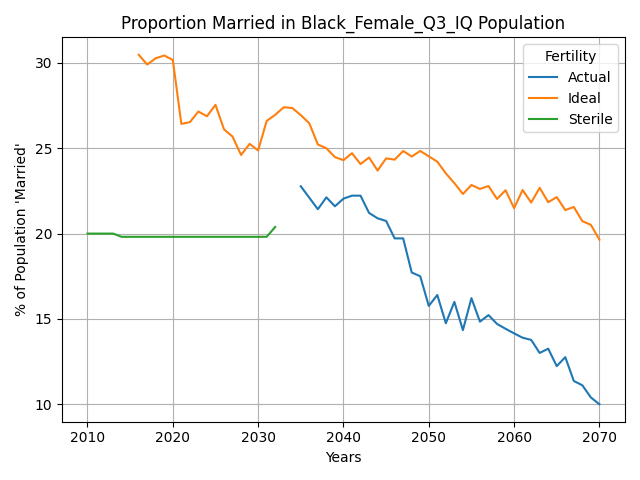 Proportion Married in Black_Female_Q3_IQ Population
% of Population 'Married'
30
25
20
15
10
Fertility
Actual
Ideal
Sterile
2010 2020 2030 2040 2050 2060 2070
Years